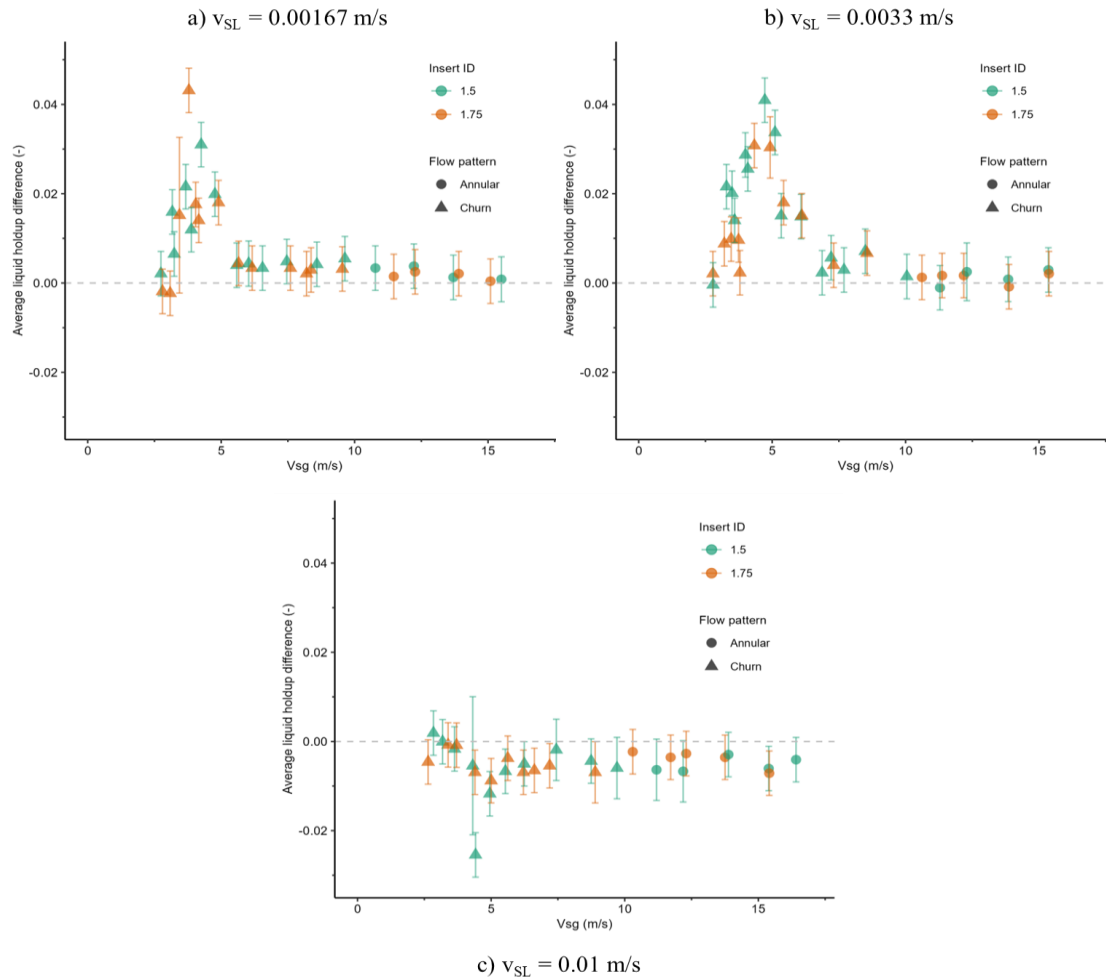 a) vSL = 0.00167 m/s
Average liquid holdup difference (-)
0.04
0.02
0.00
-0.02
0 5 10 15
Vsg (m/s)
Insert ID
1.5
1.75
Flow pattern
Annular
Churn
b) vSL = 0.0033 m/s
Average liquid holdup difference (-)
0.04
0.02
0.00
-0.02
0 5 10 15
Vsg (m/s)
Insert ID
1.5
1.75
Flow pattern
Annular
Churn
Average liquid holdup difference (-)
0.04
0.02
0.00
-0.02
0 5 10 15
Vsg (m/s)
Insert ID
1.5
1.75
Flow pattern
Annular
Churn
c) vSL = 0.01 m/s